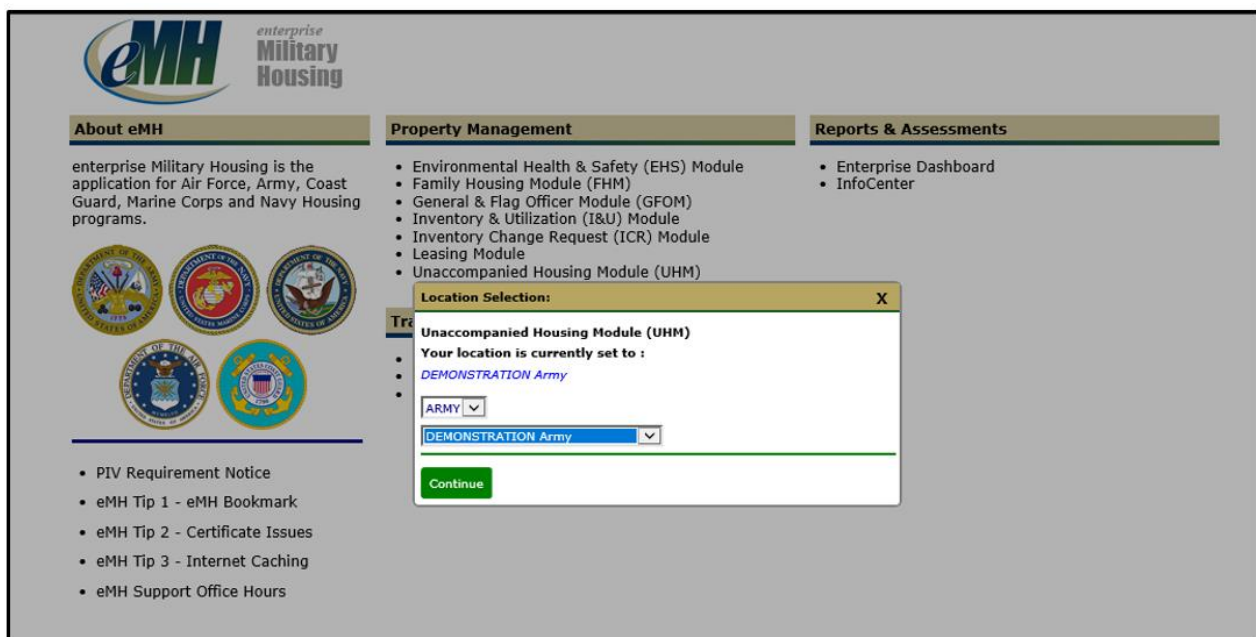 eMH
enterprise
Military
Housing
About eMH
enterprise Military Housing is the
application for Air Force, Army, Coast
Guard, Marine Corps and Navy Housing
programs.
PIV Requirement Notice
eMH Tip 1 - eMH Bookmark
eMH Tip 2 - Certificate Issues
eMH Tip 3 - Internet Caching
eMH Support Office Hours
Property Management
Environmental Health & Safety (EHS) Module
Family Housing Module (FHM)
General & Flag Officer Module (GFOM)
Inventory & Utilization (I&U) Module
Inventory Change Request (ICR) Module
Leasing Module
Unaccompanied Housing Module (UHM)
Tra
Reports & Assessments
Enterprise Dashboard
InfoCenter
Location Selection: X
Unaccompanied Housing Module (UHM)
Your location is currently set to :
DEMONSTRATION Army
ARMY
DEMONSTRATION Army
Continue